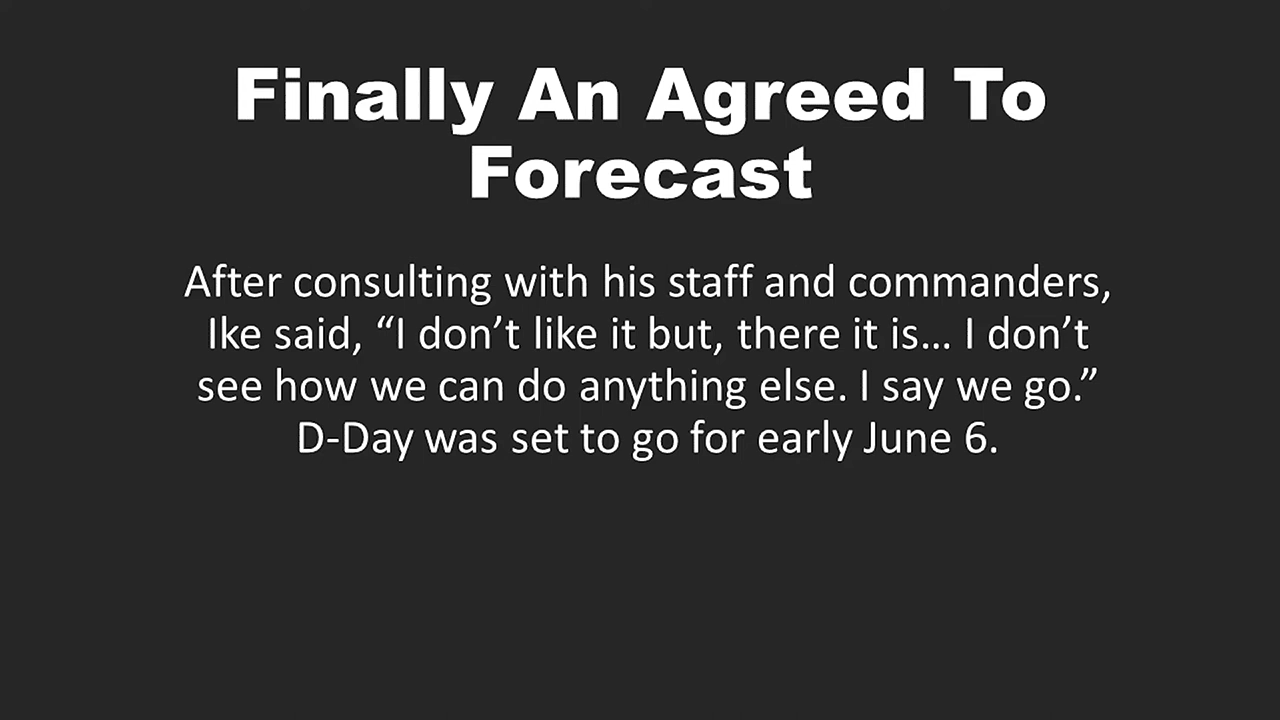 Finally An Agreed To
Forecast
After consulting with his staff and commanders,
Ike said, “I don’t like it but, there it is… I don’t
see how we can do anything else. I say we go.”
D-Day was set to go for early June 6.